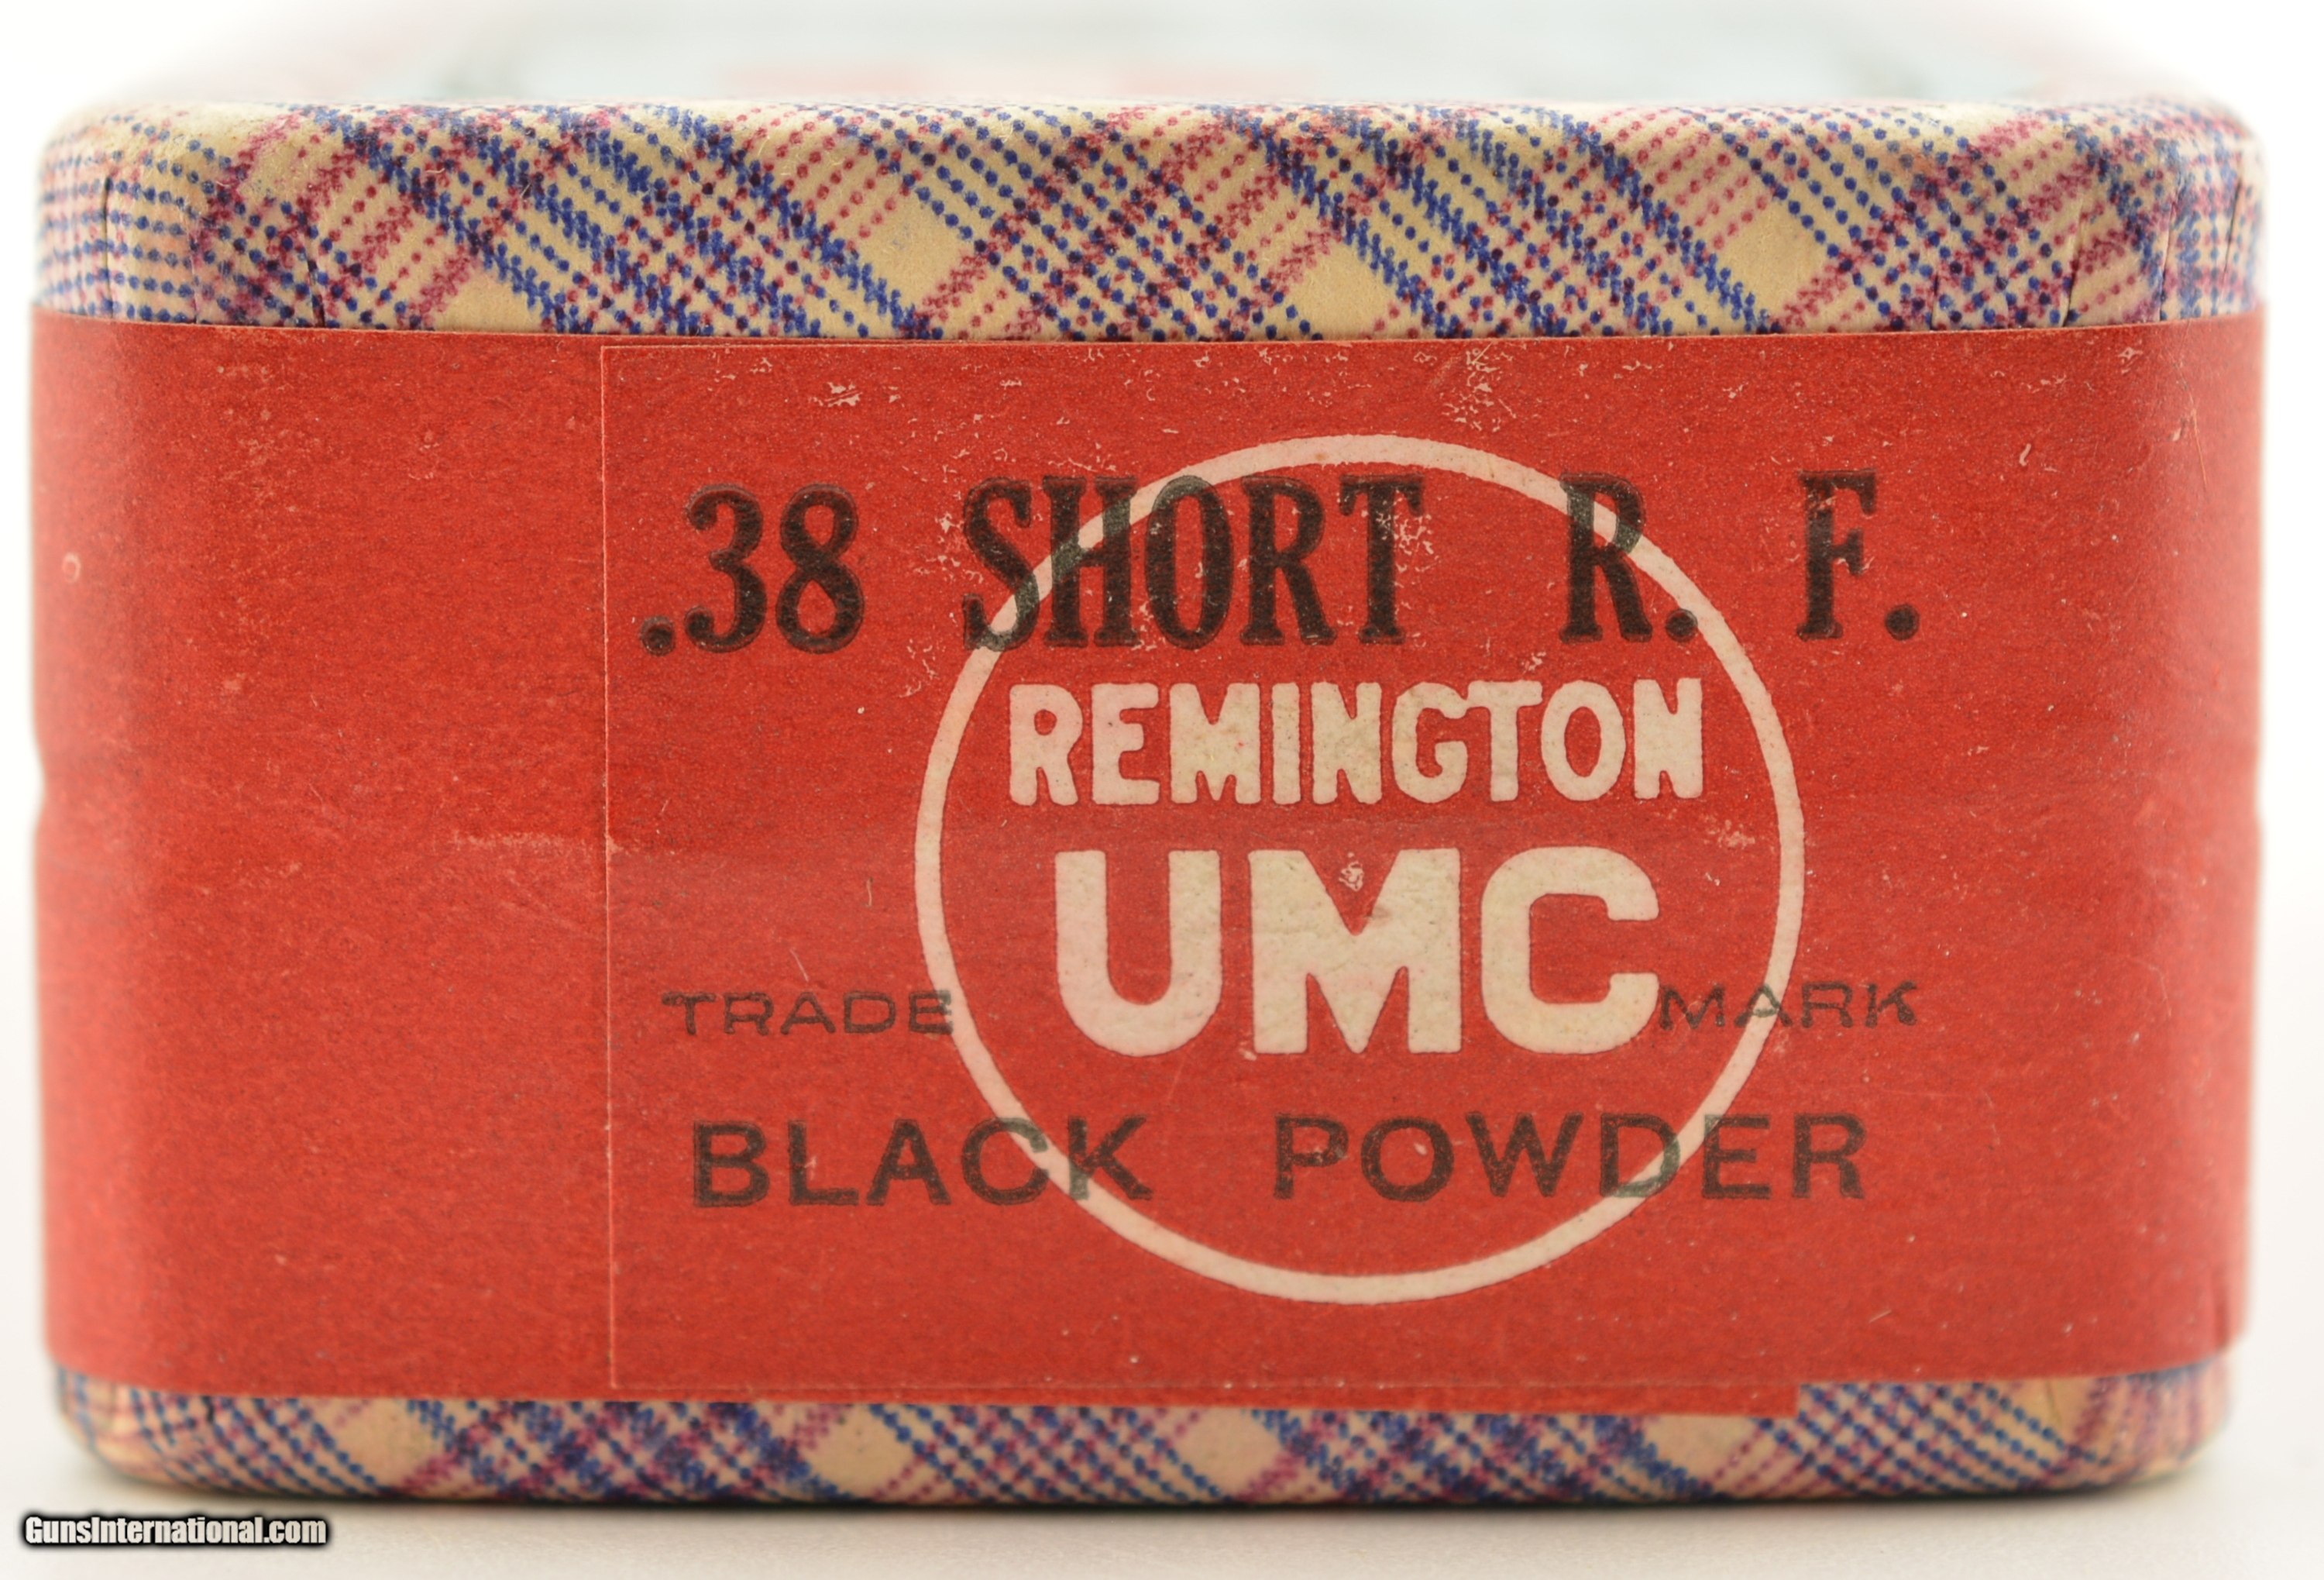 .38 SHORT R. F.
REMINGTON
UMC
TRADE MARK
BLACK POWDER
GunsInternational.com